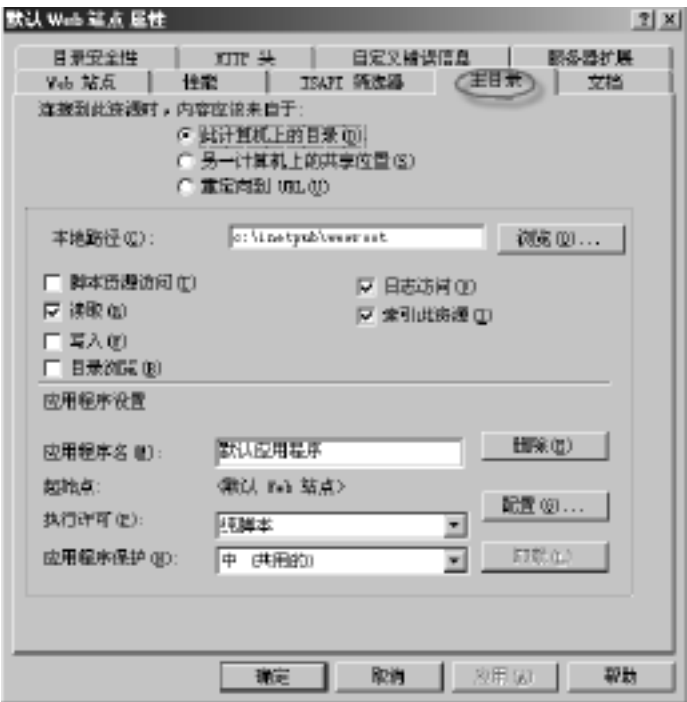 默认 Web 站点 属性
目录安全性 HTTP 头 自定义错误信息 服务器扩展
Web 站点 性能 ISAPI 筛选器 主目录 文档
连接到此资源时，内容应该来自于:
此计算机上的目录(D)
另一计算机上的共享位置(S)
重定向到 URL(U)
本地路径(C): c:\inetpub\wwwroot 浏览(O)...
脚本资源访问(T) 日志访问(V)
读取(R) 索引此资源(I)
写入(W)
目录浏览(B)
应用程序设置
应用程序名(M): 默认应用程序 删除(E)
起始点: <默认 Web 站点>
执行许可(P): 纯脚本 配置(G)...
应用程序保护(N): 中 (共用的) 卸载(L)
确定 取消 应用(A) 帮助